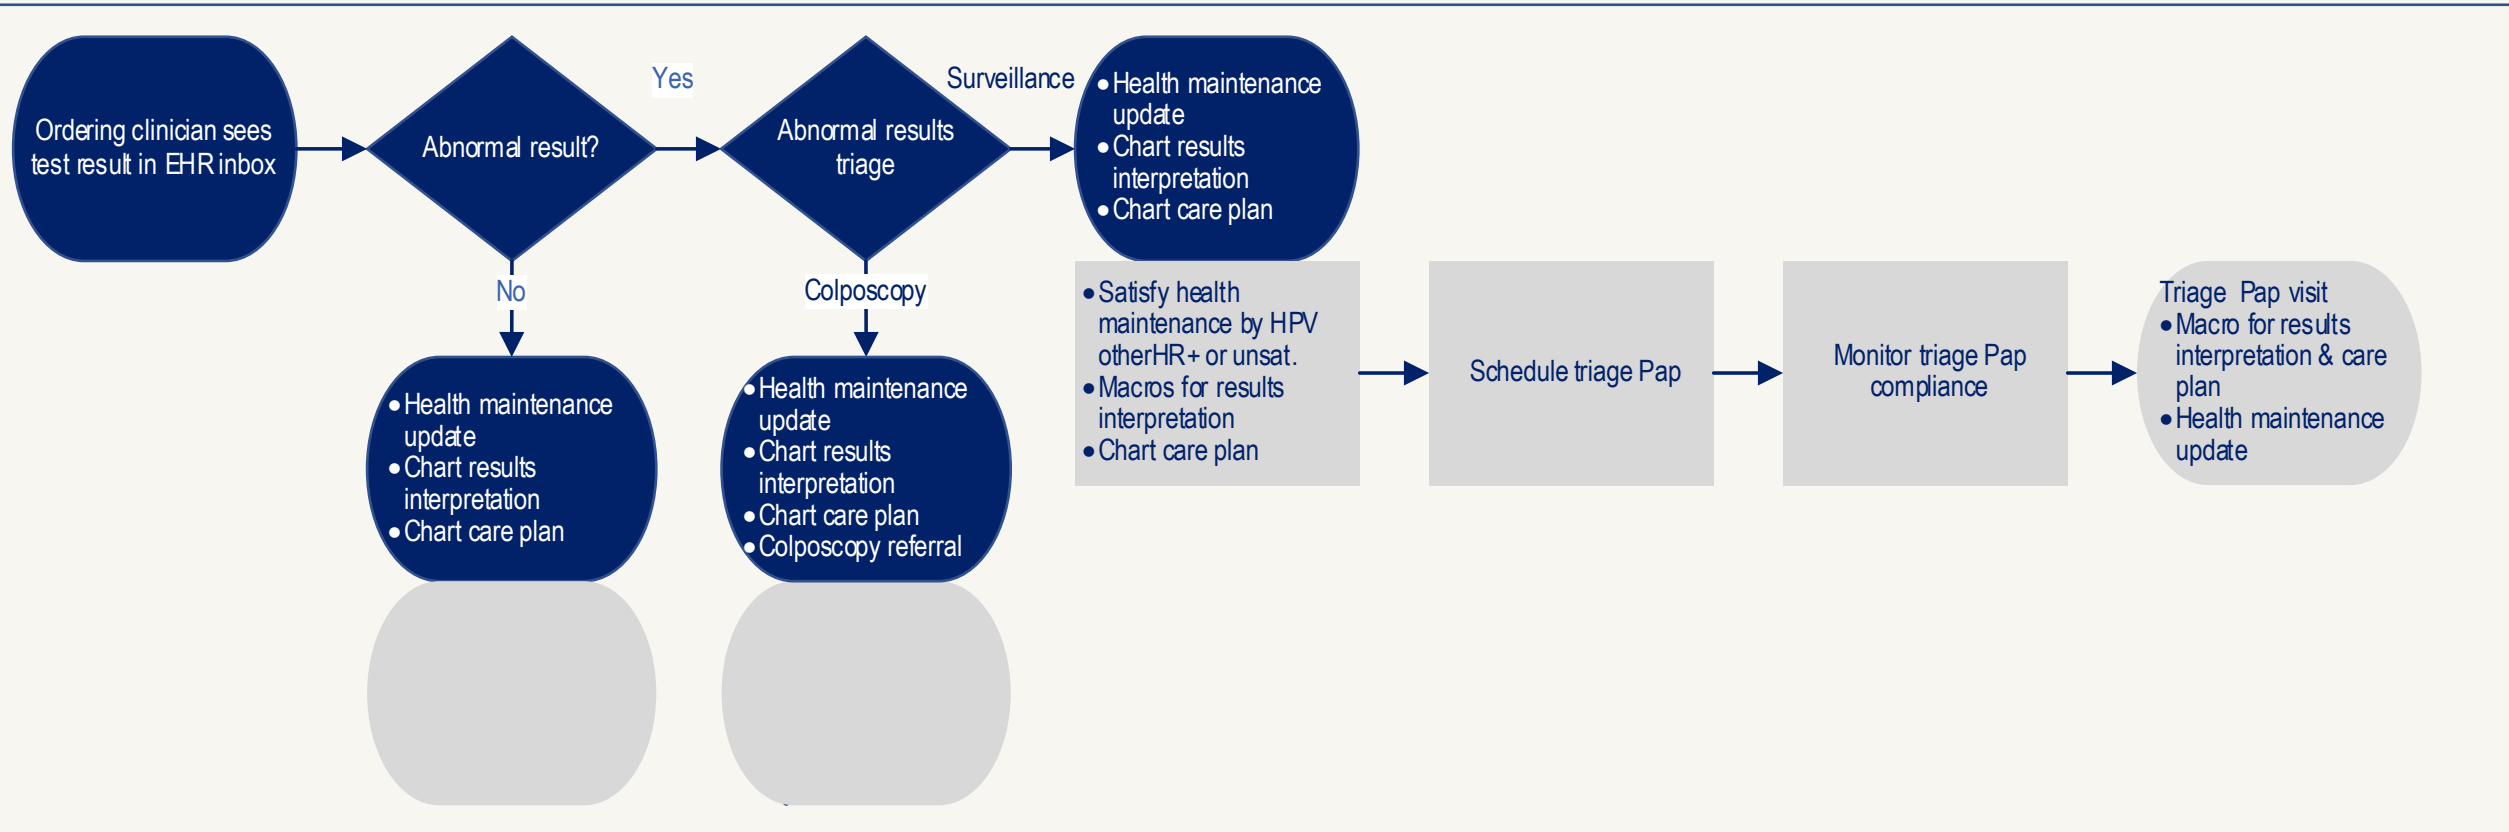 Ordering clinician sees
test result in EHR inbox
Abnormal result?
Yes
Abnormal results
triage
Surveillance
• Health maintenance
update
• Chart results
interpretation
• Chart care plan
No
• Health maintenance
update
• Chart results
interpretation
• Chart care plan
Colposcopy
• Health maintenance
update
• Chart results
interpretation
• Chart care plan
• Colposcopy referral
• Satisfy health
maintenance by HPV
otherHR+ or unsat.
• Macros for results
interpretation
• Chart care plan
Schedule triage Pap
Monitor triage Pap
compliance
Triage Pap visit
• Macro for results
interpretation & care
plan
• Health maintenance
update